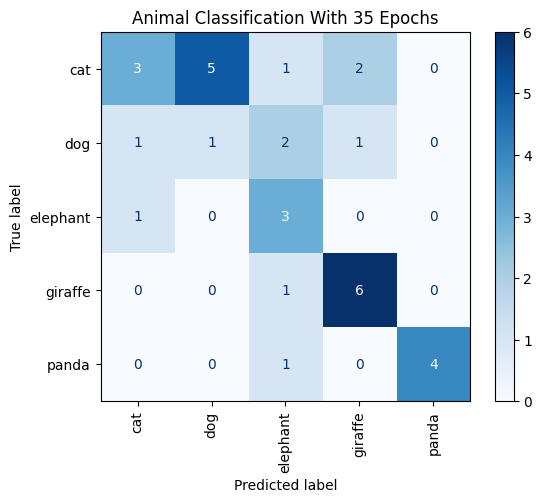 Animal Classification With 35 Epochs
True label
cat 3 5 1 2 0
dog 1 1 2 1 0
elephant 1 0 3 0 0
giraffe 0 0 1 6 0
panda 0 0 1 0 4
cat dog elephant giraffe panda
Predicted label
6
5
4
3
2
1
0